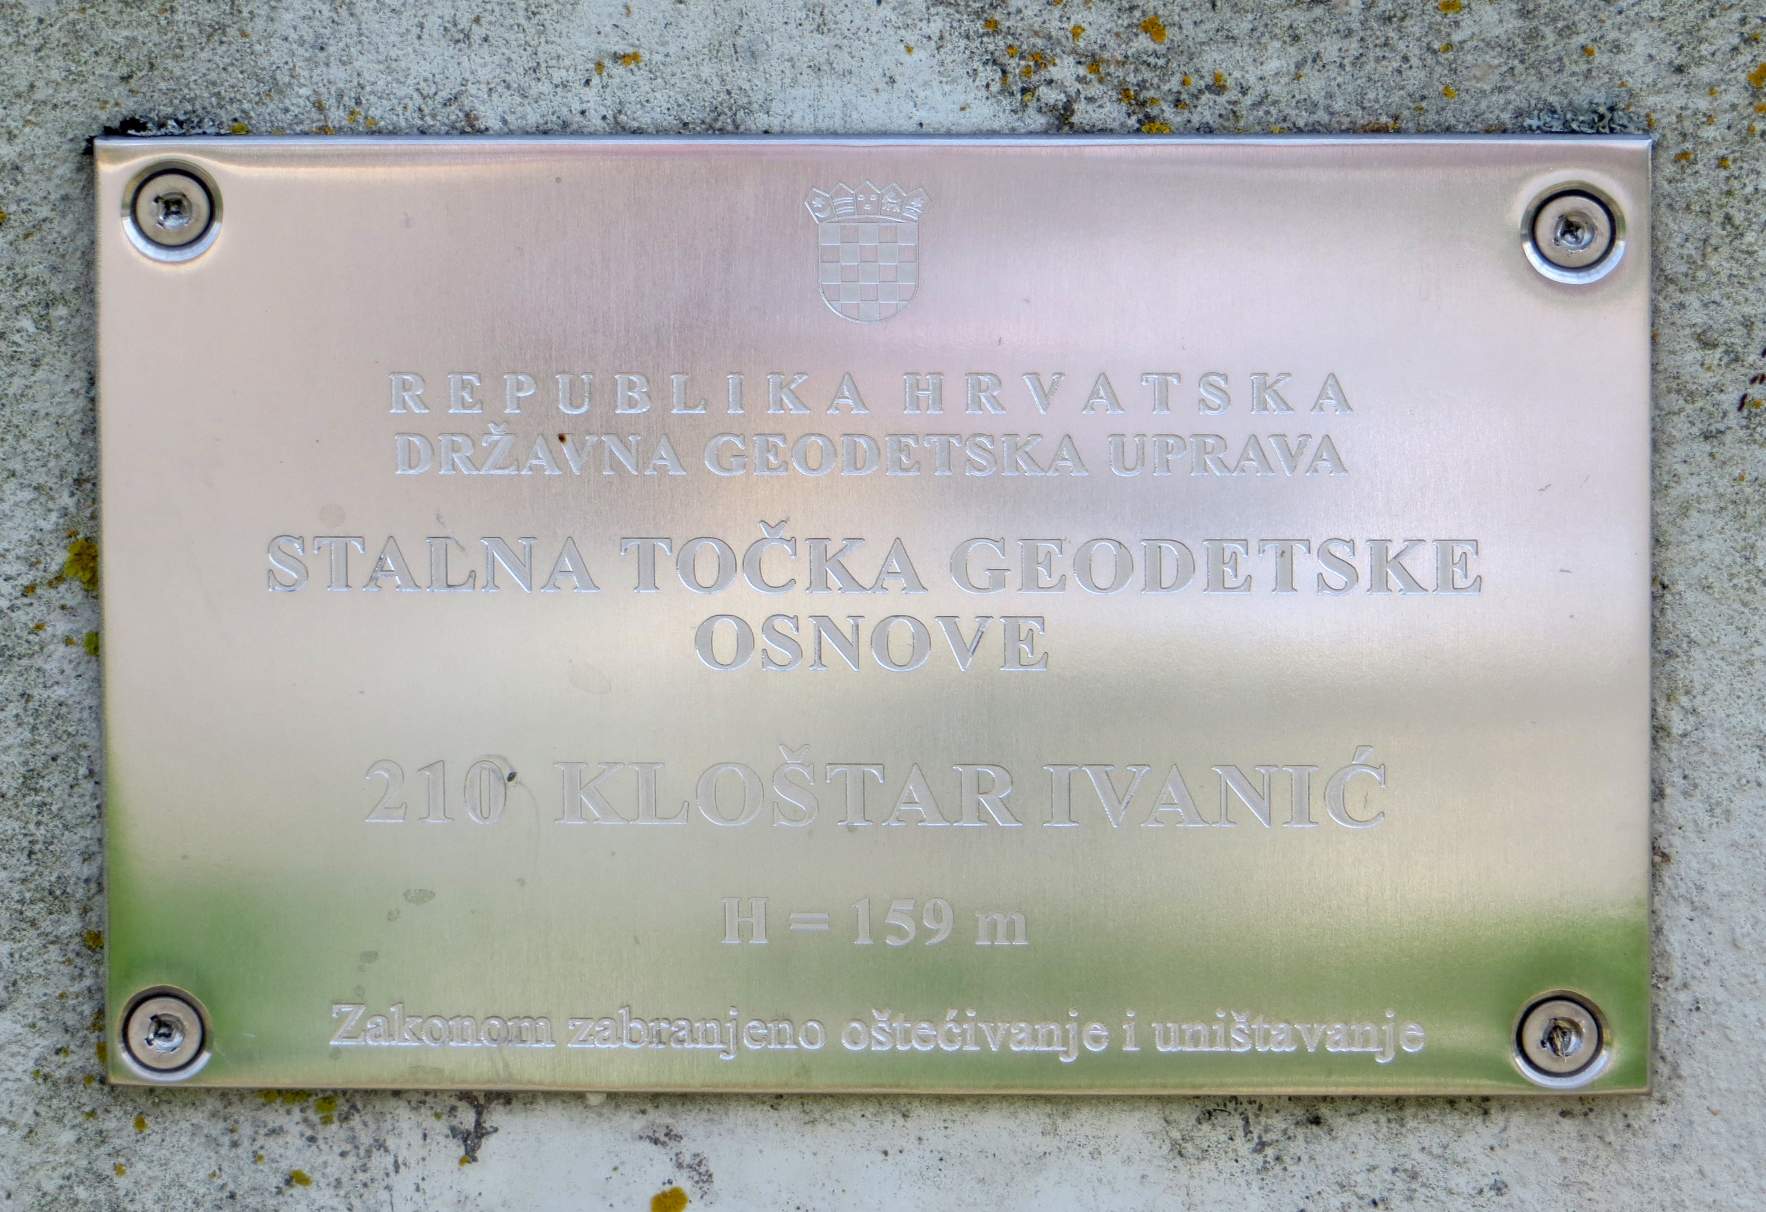 REPUBLIKA HRVATSKA
DRŽAVNA GEODETSKA UPRAVA
STALNA TOČKA GEODETSKE
OSNOVE
210 KLOŠTAR IVANIĆ
H = 159 m
Zakonom zabranjeno oštećivanje i uništavanje